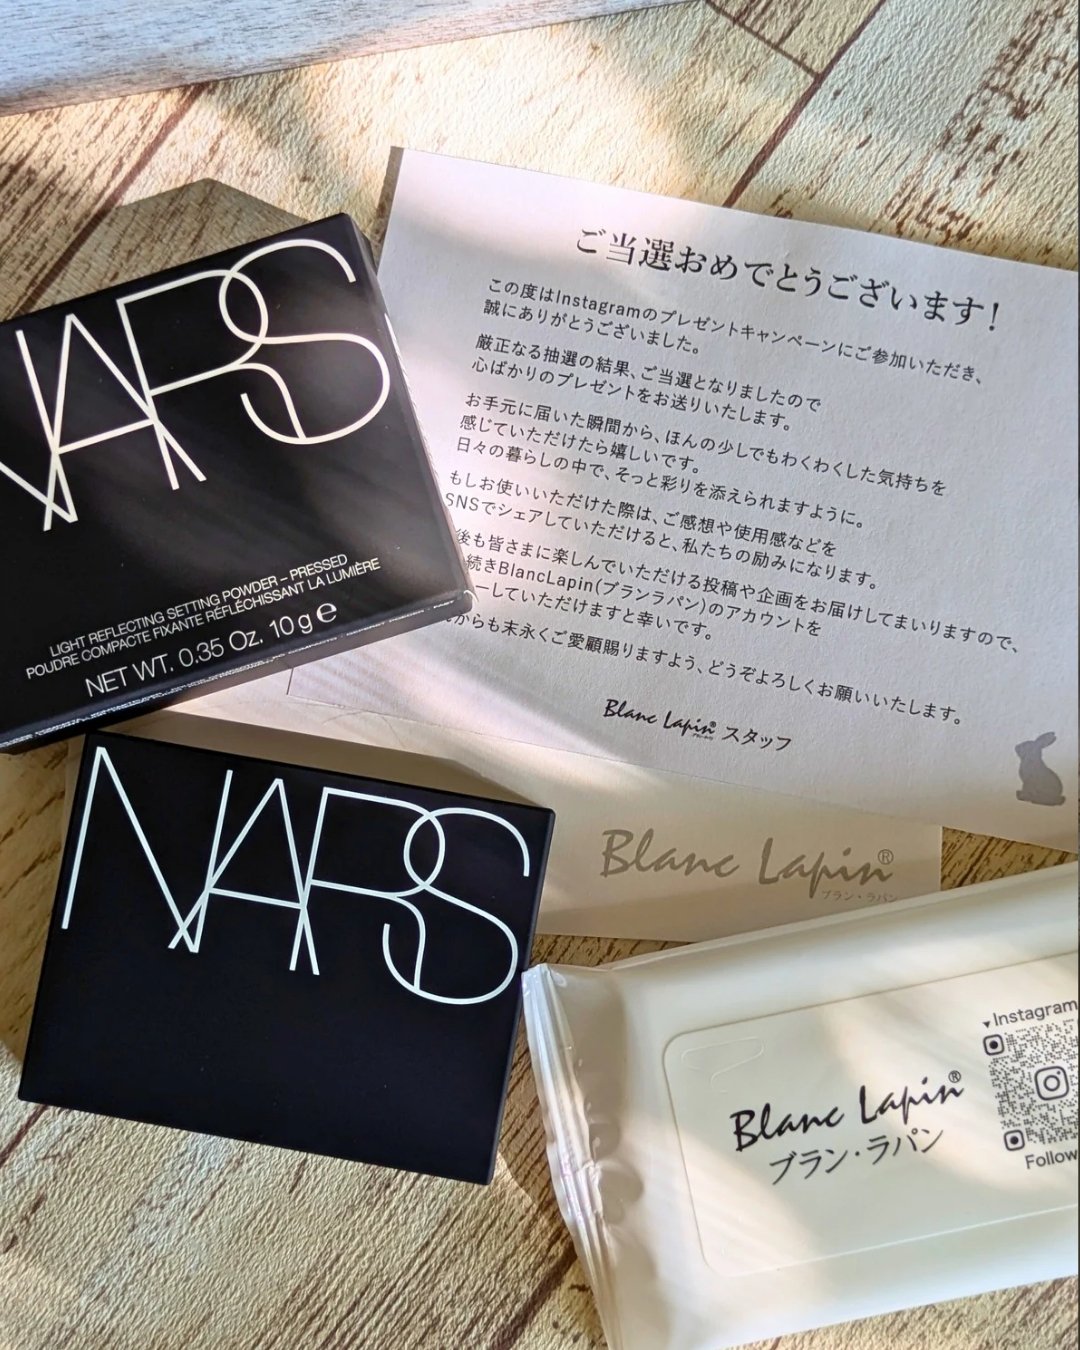 NARS
LIGHT REFLECTING SETTING POWDER – PRESSED
POUDRE COMPACTE FIXANTE RÉFLÉCHISSANT LA LUMIÈRE
NET WT. 0.35 Oz. 10 g ℮
ご当選おめでとうございます!
この度はInstagramのプレゼントキャンペーンにご参加いただき、
誠にありがとうございました。
厳正なる抽選の結果、ご当選となりましたので
心ばかりのプレゼントをお送りいたします。
お手元に届いた瞬間から、ほんの少しでもわくわくした気持ちを
感じていただけたら嬉しいです。
日々の暮らしの中で、そっと彩りを添えられますように。
もしお使いいただけた際は、ご感想や使用感などを
SNSでシェアしていただけると、私たちの励みになります。
後も皆さまに楽しんでいただける投稿や企画をお届けしてまいりますので、
続きBlancLapin(ブランラパン)のアカウントを
ーしていただけますと幸いです。
からも末永くご愛顧賜りますよう、どうぞよろしくお願いいたします。
Blanc Lapin® スタッフ
NARS
Blanc Lapin®
ブラン・ラパン
▼Instagram
Blanc Lapin®
ブラン・ラパン
Follow